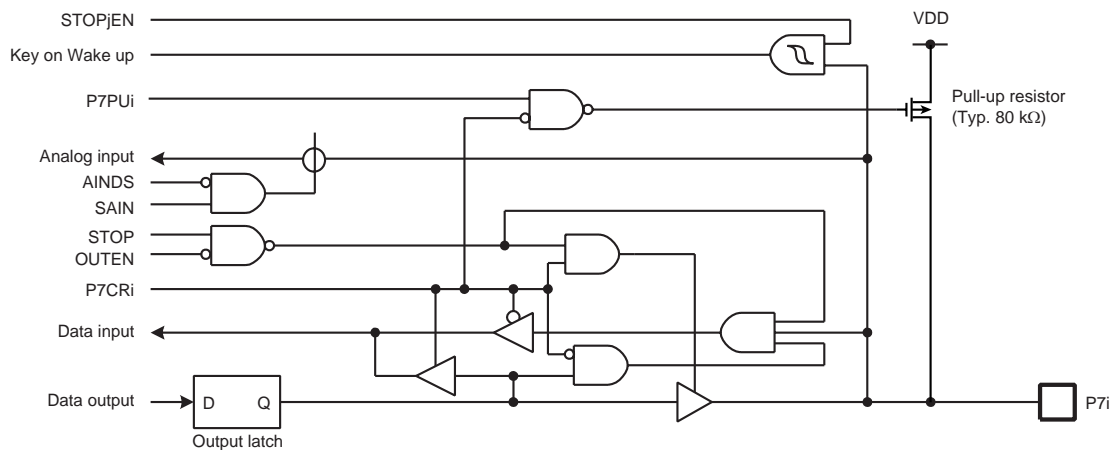 STOPjEN
VDD
Key on Wake up
P7PUi
Pull-up resistor
(Typ. 80 kΩ)
Analog input
AINDS
SAIN
STOP
OUTEN
P7CRi
Data input
Data output
D
Q
P7i
Output latch